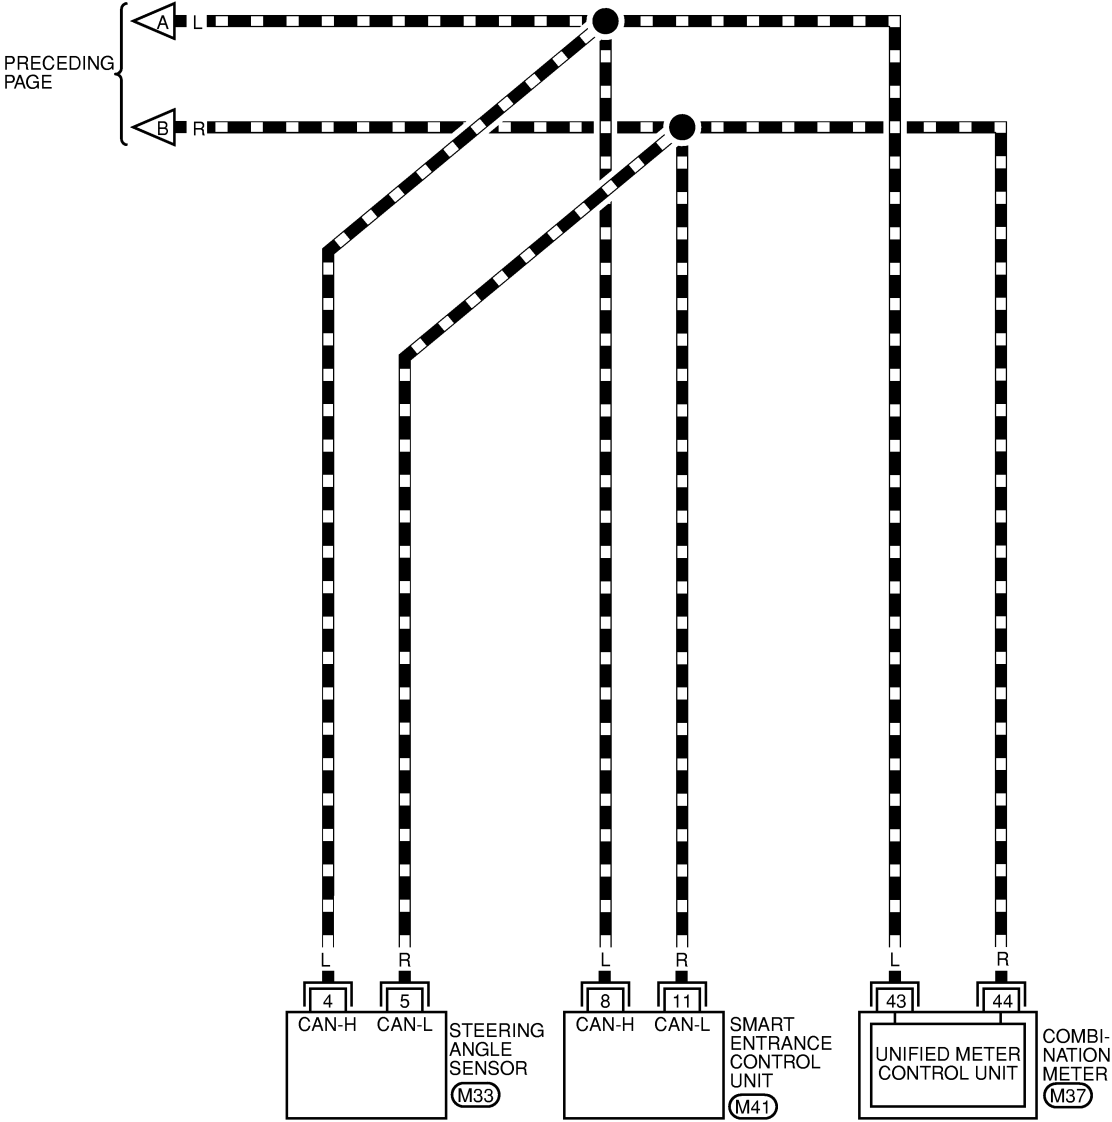 A L
PRECEDING
PAGE
B R
L R L R L R
4 5 8 11 43 44
CAN-H CAN-L CAN-H CAN-L
STEERING
ANGLE
SENSOR
M33
SMART
ENTRANCE
CONTROL
UNIT
M41
UNIFIED METER
CONTROL UNIT
COMBI-
NATION
METER
M37